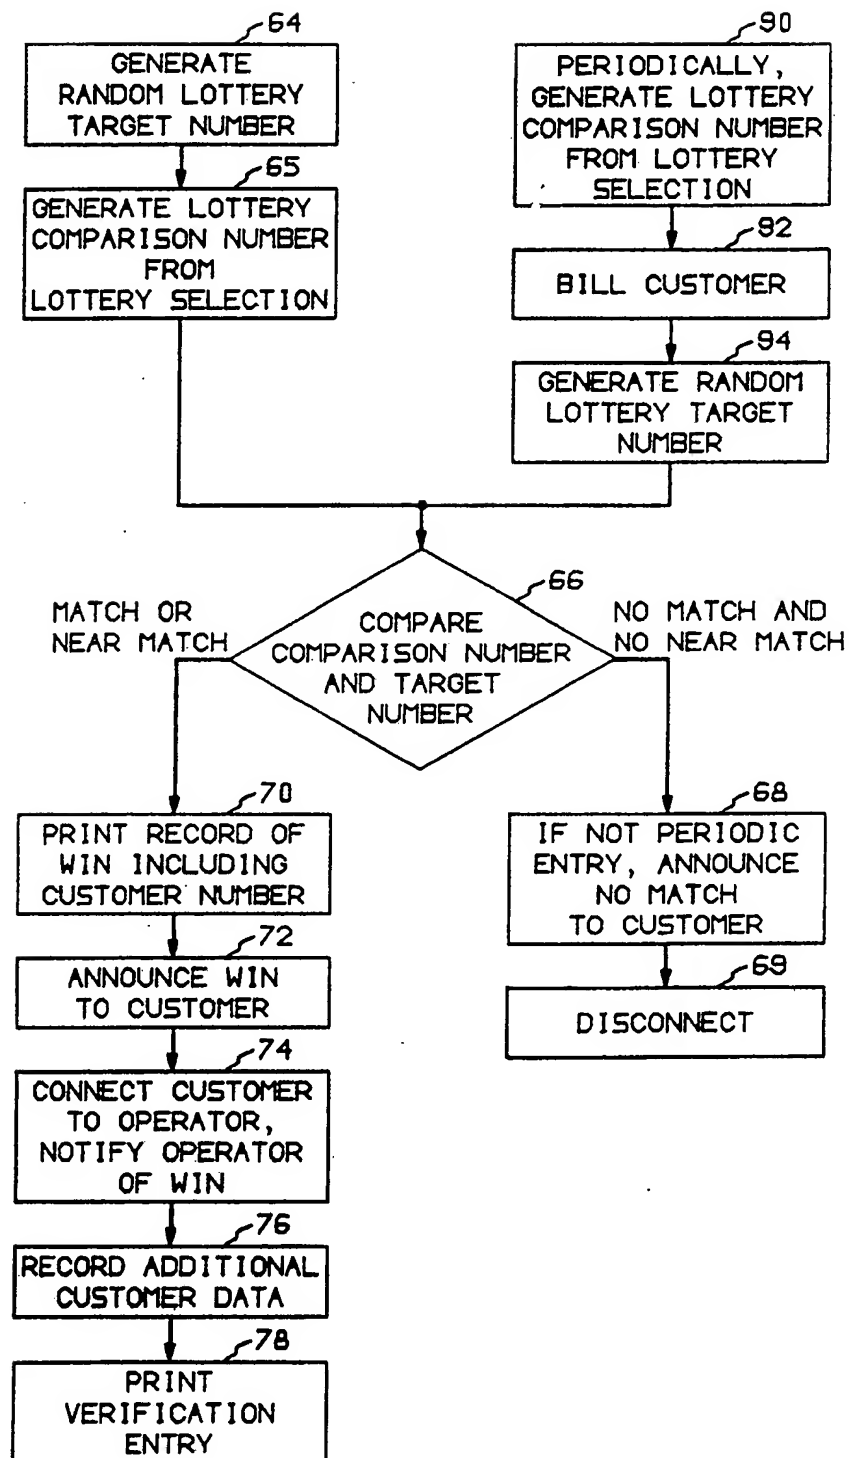 64
GENERATE
RANDOM LOTTERY
TARGET NUMBER
65
GENERATE LOTTERY
COMPARISON NUMBER
FROM
LOTTERY SELECTION
90
PERIODICALLY,
GENERATE LOTTERY
COMPARISON NUMBER
FROM LOTTERY
SELECTION
92
BILL CUSTOMER
94
GENERATE RANDOM
LOTTERY TARGET
NUMBER
66
COMPARE
COMPARISON NUMBER
AND TARGET
NUMBER
MATCH OR
NEAR MATCH
NO MATCH AND
NO NEAR MATCH
70
PRINT RECORD OF
WIN INCLUDING
CUSTOMER NUMBER
72
ANNOUNCE WIN
TO CUSTOMER
74
CONNECT CUSTOMER
TO OPERATOR,
NOTIFY OPERATOR
OF WIN
76
RECORD ADDITIONAL
CUSTOMER DATA
78
PRINT
VERIFICATION
ENTRY
68
IF NOT PERIODIC
ENTRY, ANNOUNCE
NO MATCH
TO CUSTOMER
69
DISCONNECT